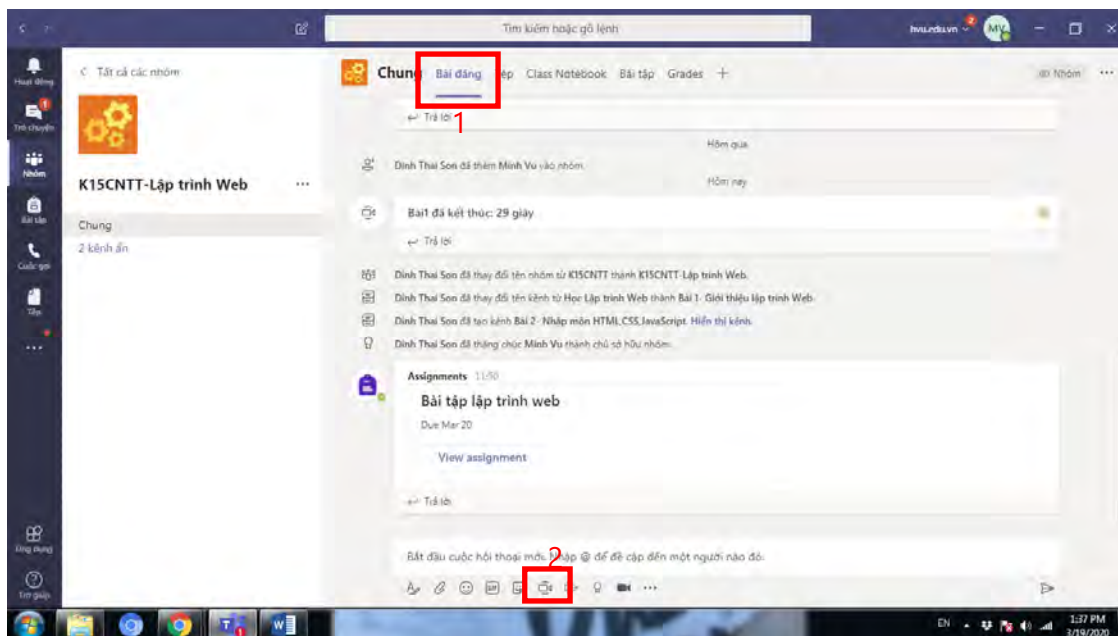 Tìm kiếm hoặc gõ lệnh
hvu.edu.vn
MV
Hoạt động
Trò chuyện
Nhóm
Bài tập
Cuộc gọi
Tệp
Ứng dụng
Trợ giúp
Tất cả các nhóm
K15CNTT-Lập trình Web
Chung
2 kênh ẩn
Chung Bài đăng Class Notebook Bài tập Grades +
Nhóm
1
Trả lời
Hôm qua
Dinh Thai Son đã thêm Minh Vu vào nhóm.
Hôm nay
Bài1 đã kết thúc: 29 giây
Trả lời
Dinh Thai Son đã thay đổi tên nhóm từ K15CNTT thành K15CNTT-Lập trình Web.
Dinh Thai Son đã thay đổi tên kênh từ Học Lập trình Web thành Bài 1- Giới thiệu lập trình Web.
Dinh Thai Son đã tạo kênh Bài 2- Nhập môn HTML,CSS,JavaScript. Hiển thị kênh.
Dinh Thai Son đã thăng chức Minh Vu thành chủ sở hữu nhóm.
Assignments 11:50
Bài tập lập trình web
Due Mar 20
View assignment
Trả lời
Bắt đầu cuộc hội thoại mới. Nhập @ để đề cập đến một người nào đó.
2
EN
1:37 PM
3/19/2020